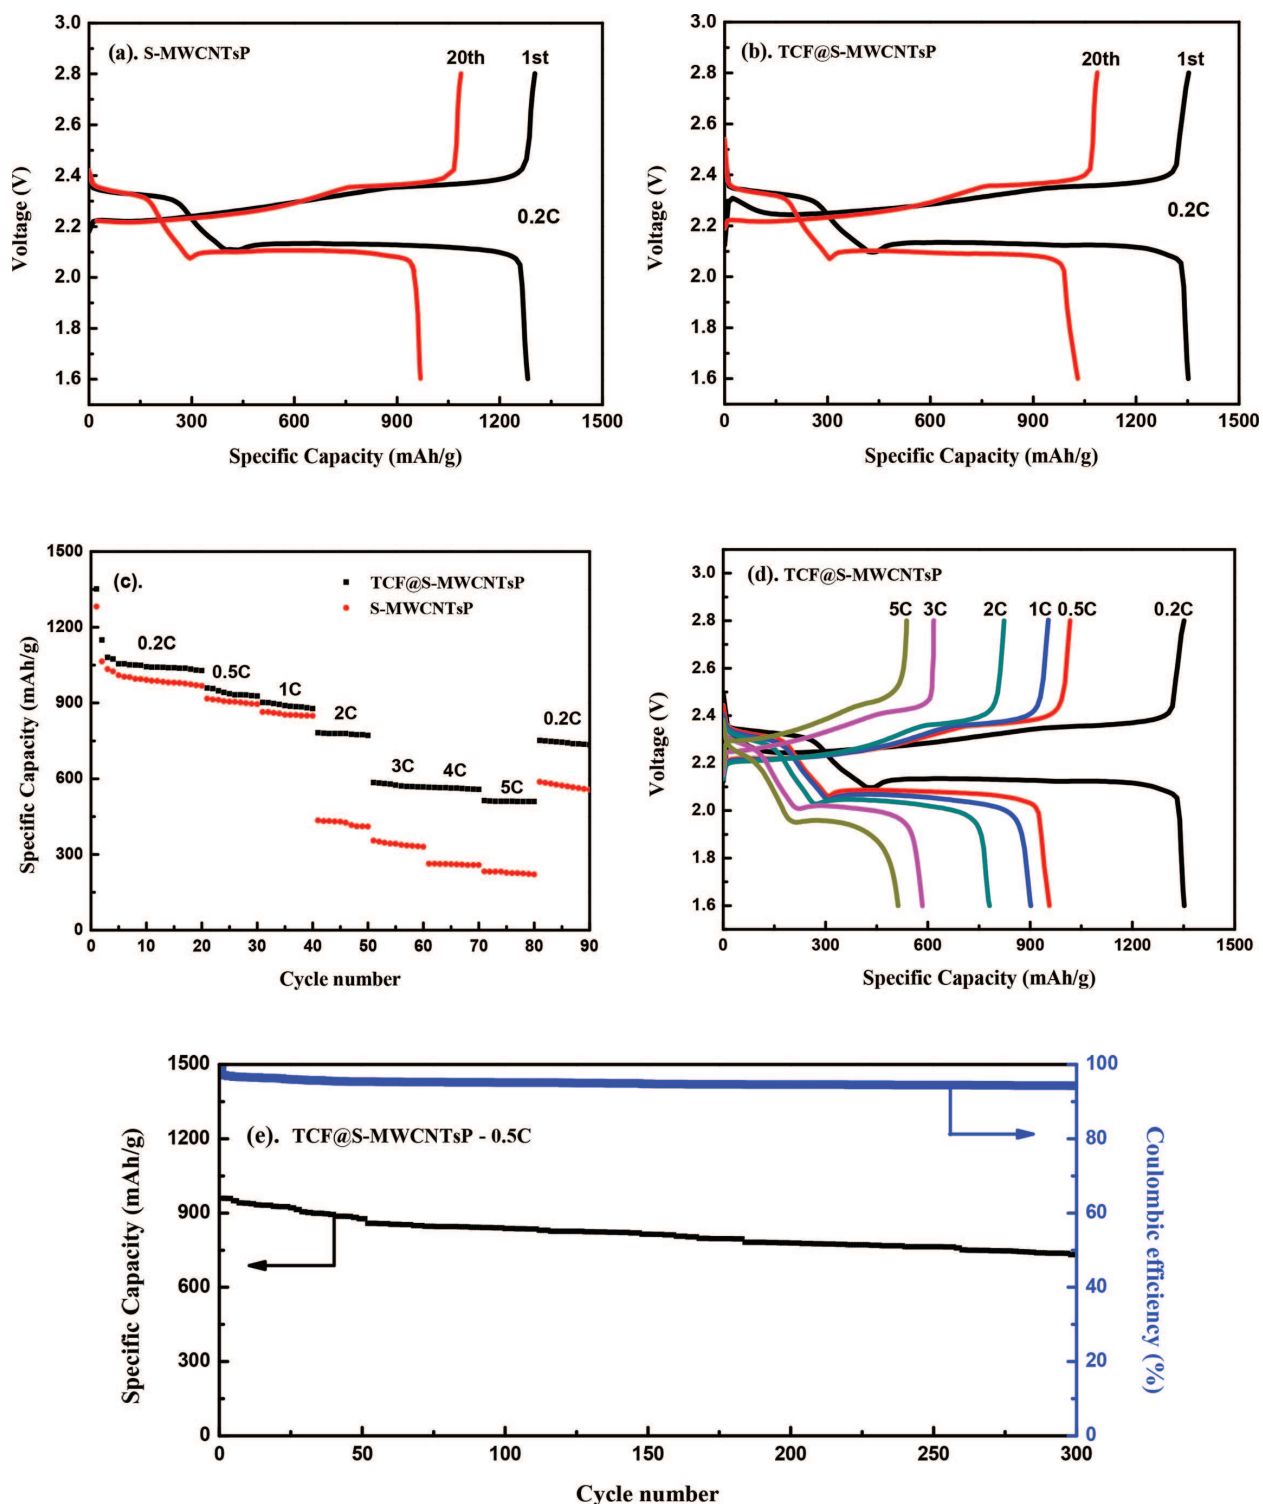 (a). S-MWCNTsP
20th
1st
0.2C
3.0
2.8
2.6
2.4
2.2
2.0
1.8
1.6
Voltage (V)
0 300 600 900 1200 1500
Specific Capacity (mAh/g)
(b). TCF@S-MWCNTsP
20th
1st
0.2C
3.0
2.8
2.6
2.4
2.2
2.0
1.8
1.6
Voltage (V)
0 300 600 900 1200 1500
Specific Capacity (mAh/g)
(c).
TCF@S-MWCNTsP
S-MWCNTsP
0.2C
0.5C
1C
2C
3C
4C
5C
0.2C
1500
1200
900
600
300
0
Specific Capacity (mAh/g)
0 10 20 30 40 50 60 70 80 90
Cycle number
(d). TCF@S-MWCNTsP
5C 3C 2C 1C 0.5C 0.2C
3.0
2.8
2.6
2.4
2.2
2.0
1.8
1.6
Voltage (V)
0 300 600 900 1200 1500
Specific Capacity (mAh/g)
(e). TCF@S-MWCNTsP - 0.5C
1500
1200
900
600
300
0
Specific Capacity (mAh/g)
100
80
60
40
20
0
Coulombic efficiency (%)
0 50 100 150 200 250 300
Cycle number